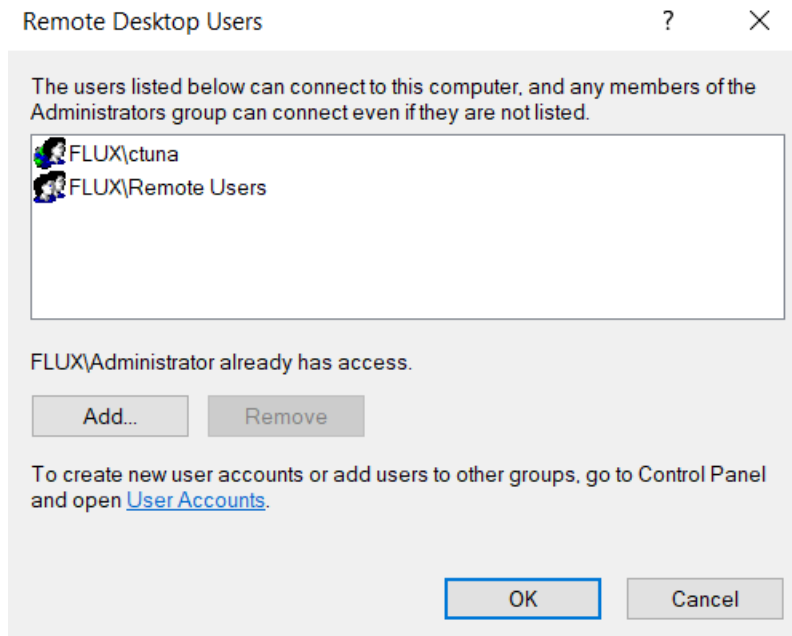 Remote Desktop Users
?
The users listed below can connect to this computer, and any members of the
Administrators group can connect even if they are not listed.
FLUX\ctuna
FLUX\Remote Users
FLUX\Administrator already has access.
Add...
Remove
To create new user accounts or add users to other groups, go to Control Panel
and open User Accounts.
OK
Cancel